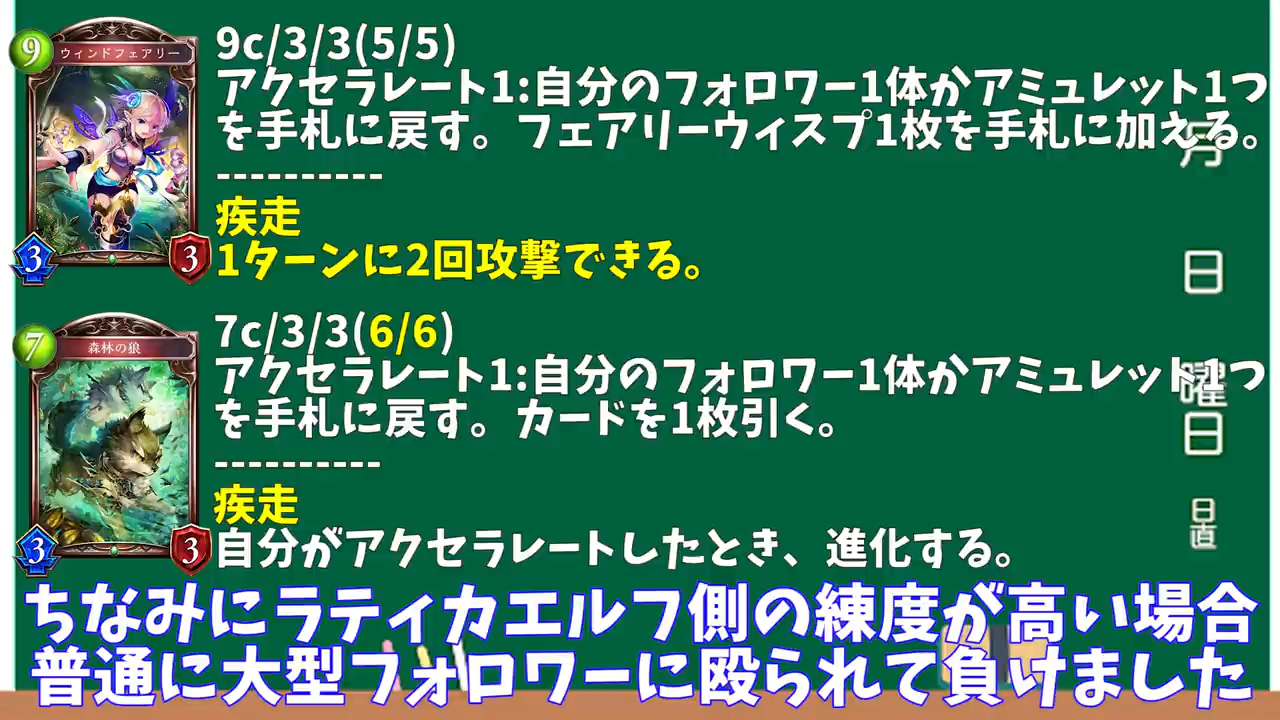 9
ウィンドフェアリー
3
3
9c/3/3(5/5)
アクセラレート1:自分のフォロワー1体かアミュレット1つ
を手札に戻す。フェアリーウィスプ1枚を手札に加える。
----------
疾走
1ターンに2回攻撃できる。
7
森林の狼
3
3
7c/3/3(6/6)
アクセラレート1:自分のフォロワー1体かアミュレット1つ
を手札に戻す。カードを1枚引く。
----------
疾走
自分がアクセラレートしたとき、進化する。
月
日
曜
日
日直
ちなみにラティカエルフ側の練度が高い場合
普通に大型フォロワーに殴られて負けました